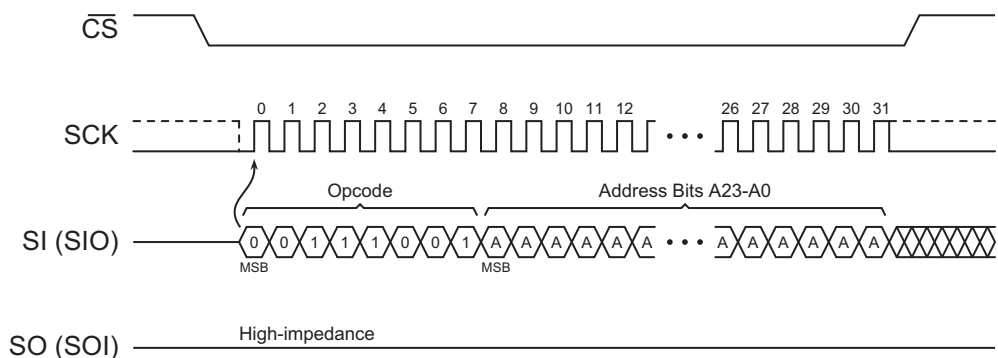 CS
0 1 2 3 4 5 6 7 8 9 10 11 12 26 27 28 29 30 31
SCK
Opcode Address Bits A23-A0
SI (SIO) 0 0 1 1 1 0 0 1 A A A A A A A A A A A A
MSB MSB
High-impedance
SO (SOI)